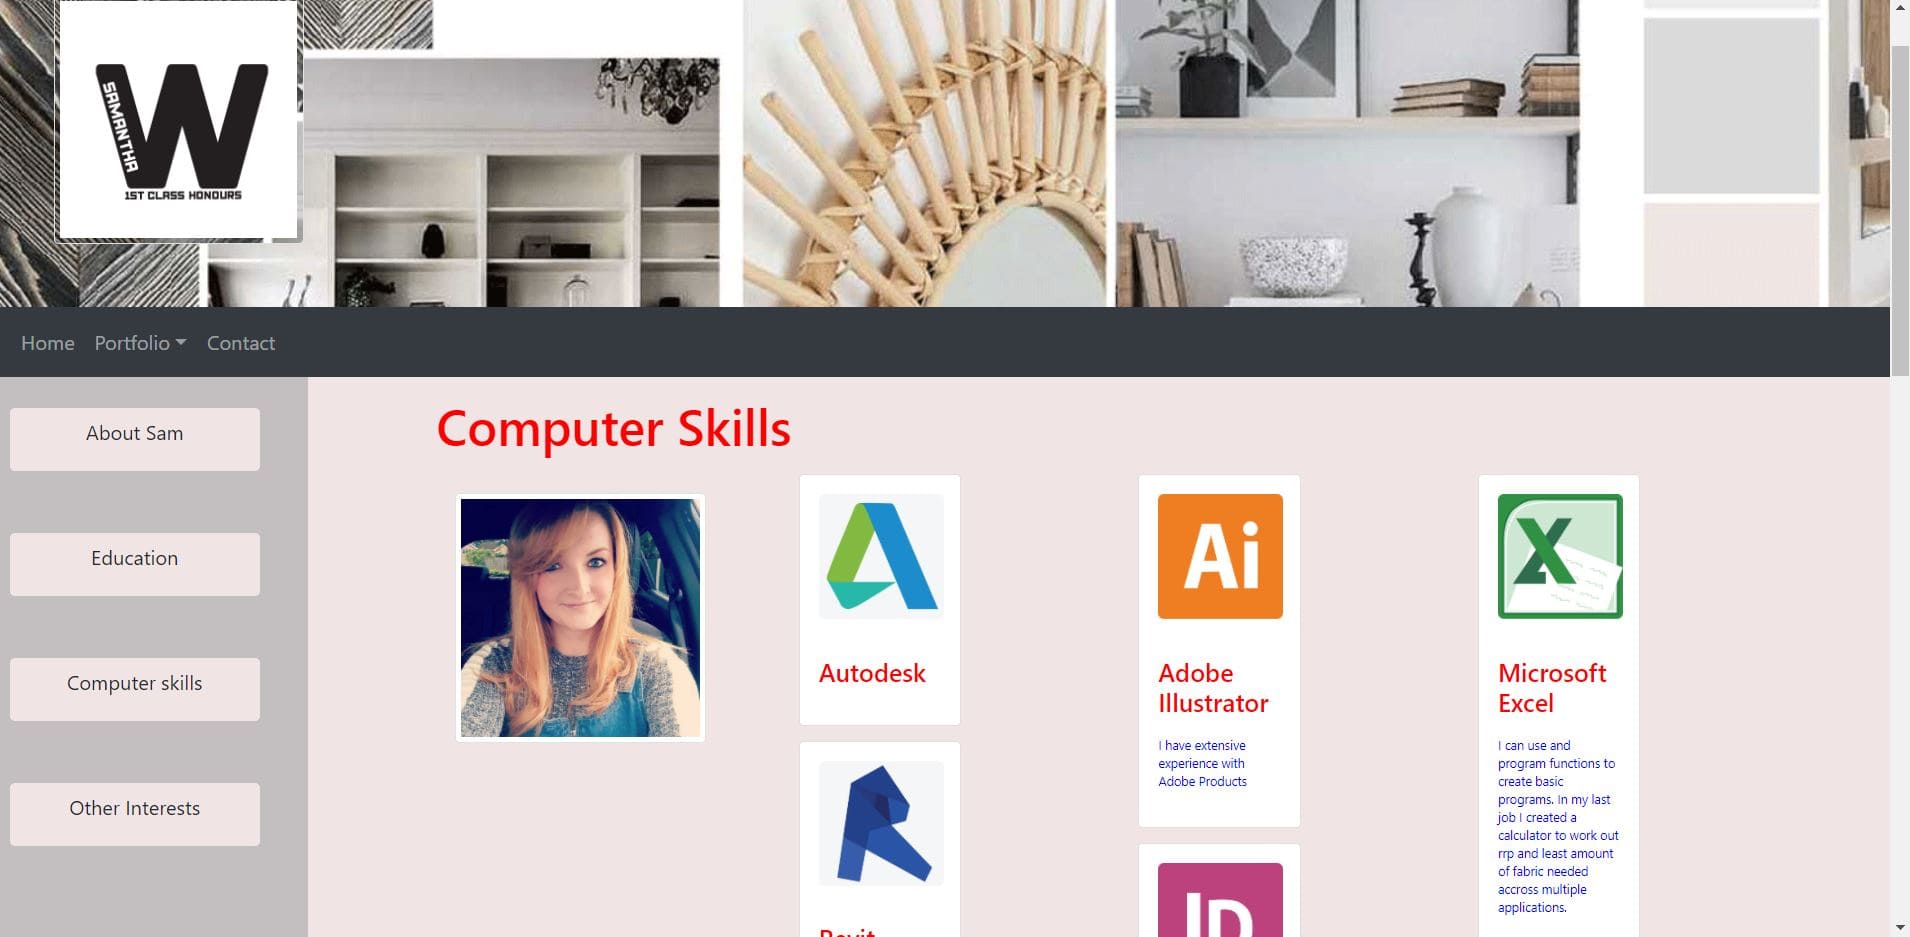 SAMANTHA
W
1ST CLASS HONOURS
Home Portfolio Contact
About Sam
Education
Computer skills
Other Interests
Computer Skills
Autodesk
Ai
Adobe
Illustrator
I have extensive
experience with
Adobe Products
X
Microsoft
Excel
I can use and
program functions to
create basic
programs. In my last
job I created a
calculator to work out
rrp and least amount
of fabric needed
accross multiple
applications.
Revit
ID